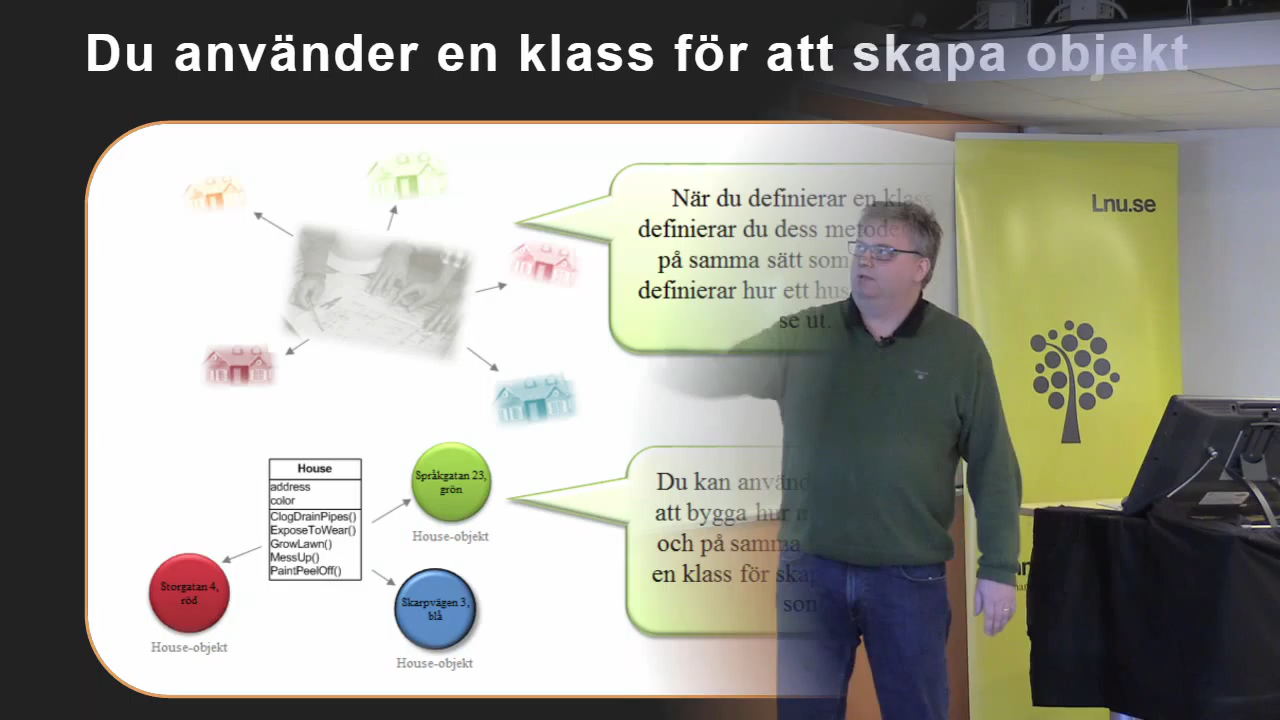 Du använder en klass för att skapa objekt
När du definierar en klass
definierar du dess metode
på samma sätt som
definierar hur ett hus
se ut.
Lnu.se
House
address
color
ClogDrainPipes()
ExposeToWear()
GrowLawn()
MessUp()
PaintPeelOff()
Språkgatan 23,
grön
House-objekt
Storgatan 4,
röd
House-objekt
Skarpvägen 3,
blå
House-objekt
Du kan använd
att bygga hur m
och på samma
en klass för skap
som